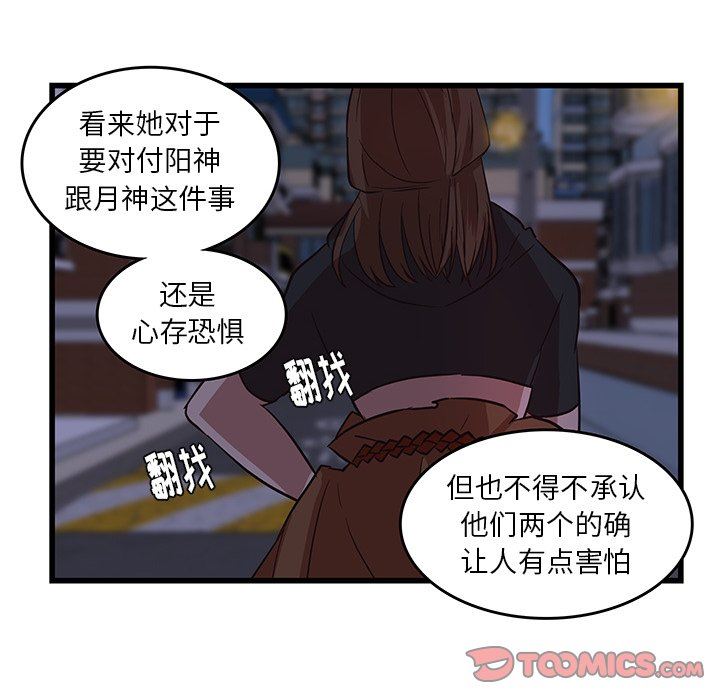 看来她对于
要对付阳神
跟月神这件事
还是
心存恐惧
翻找
翻找
但也不得不承认
他们两个的确
让人有点害怕
TOOMICS.COM